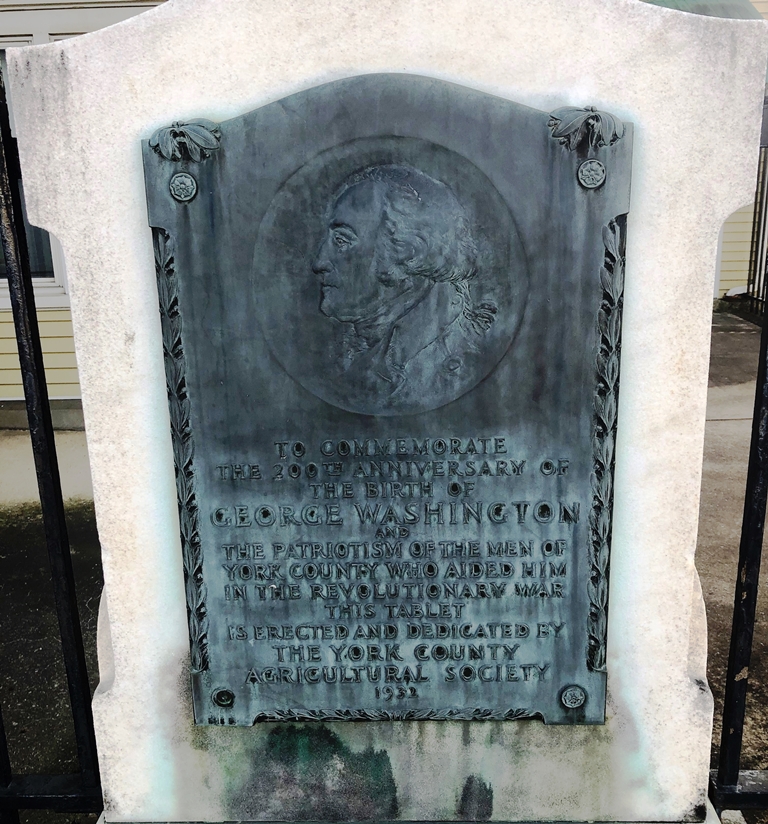 TO COMMEMORATE
THE 200TH ANNIVERSARY OF
THE BIRTH OF
GEORGE WASHINGTON
AND
THE PATRIOTISM OF THE MEN OF
YORK COUNTY WHO AIDED HIM
IN THE REVOLUTIONARY WAR
THIS TABLET
IS ERECTED AND DEDICATED BY
THE YORK COUNTY
AGRICULTURAL SOCIETY
1932